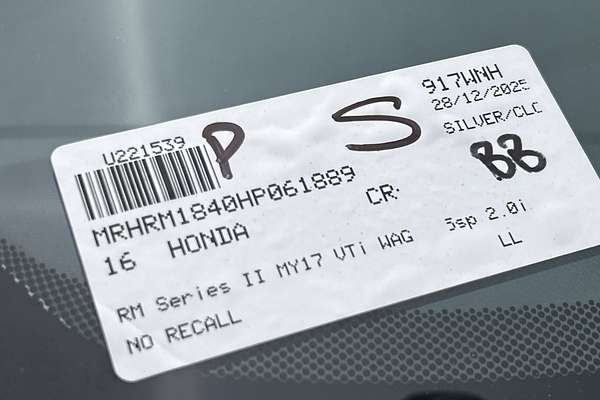 917WNH
28/12/2025
U221539 P S SILVER/CLC
BB
MRHRM1840HP061889
16 HONDA CR-
5sp 2.0i
RM Series II MY17 VTi WAG LL
NO RECALL